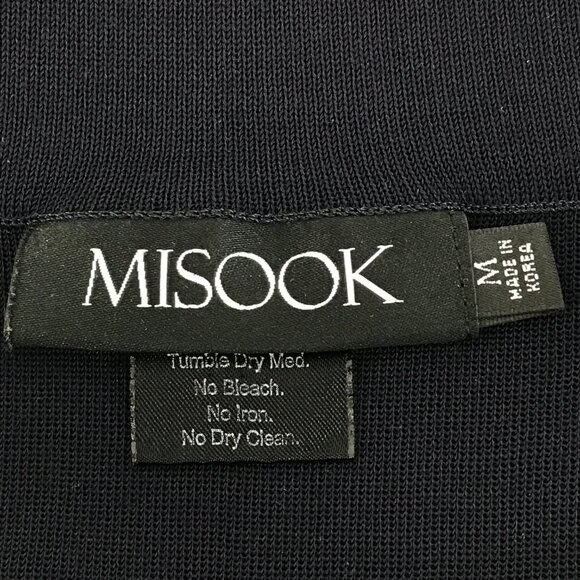 MISOOK
M
MADE IN
KOREA
Tumble Dry Med.
No Bleach.
No Iron.
No Dry Clean.